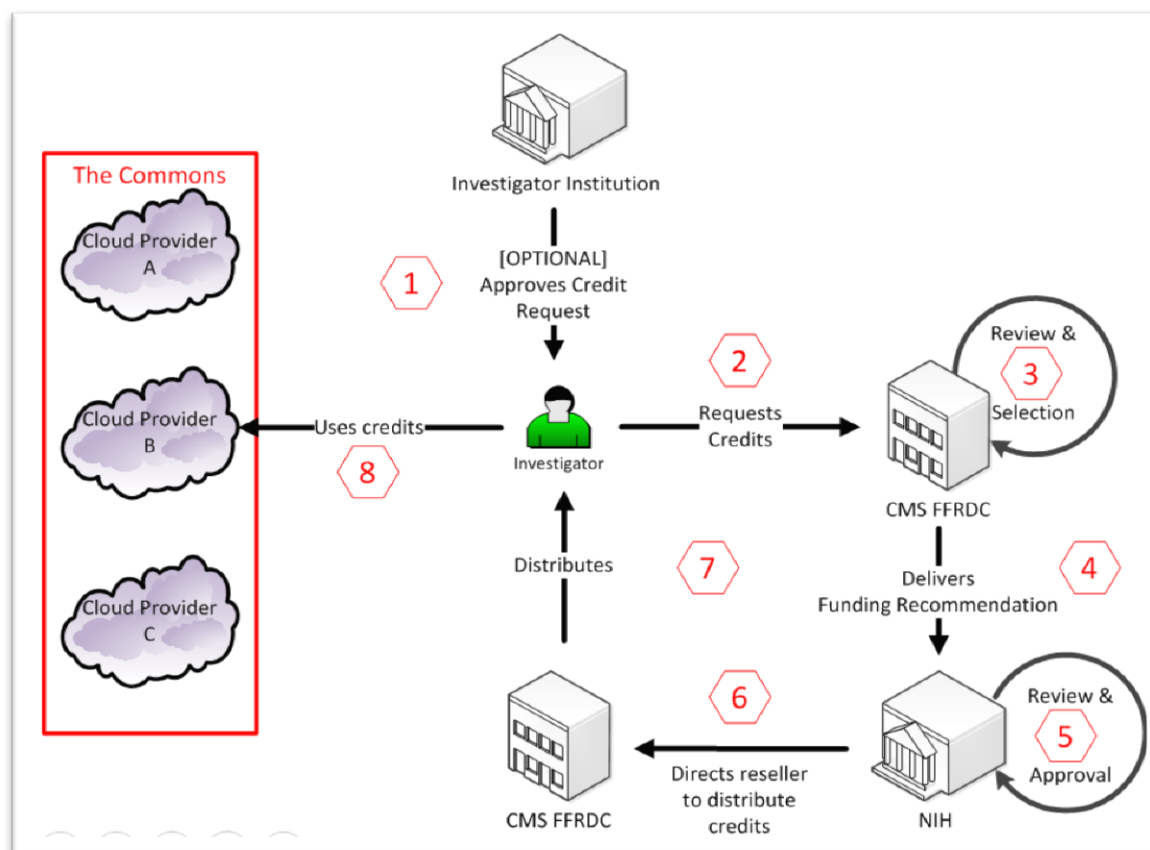 Investigator Institution
[OPTIONAL]
Approves Credit
Request
1
The Commons
Cloud Provider
A
Cloud Provider
B
Cloud Provider
C
Uses credits
8
Investigator
2
Requests
Credits
Review &
3
Selection
CMS FFRDC
4
Delivers
Funding Recommendation
Review &
5
Approval
NIH
6
Directs reseller
to distribute
credits
CMS FFRDC
7
Distributes